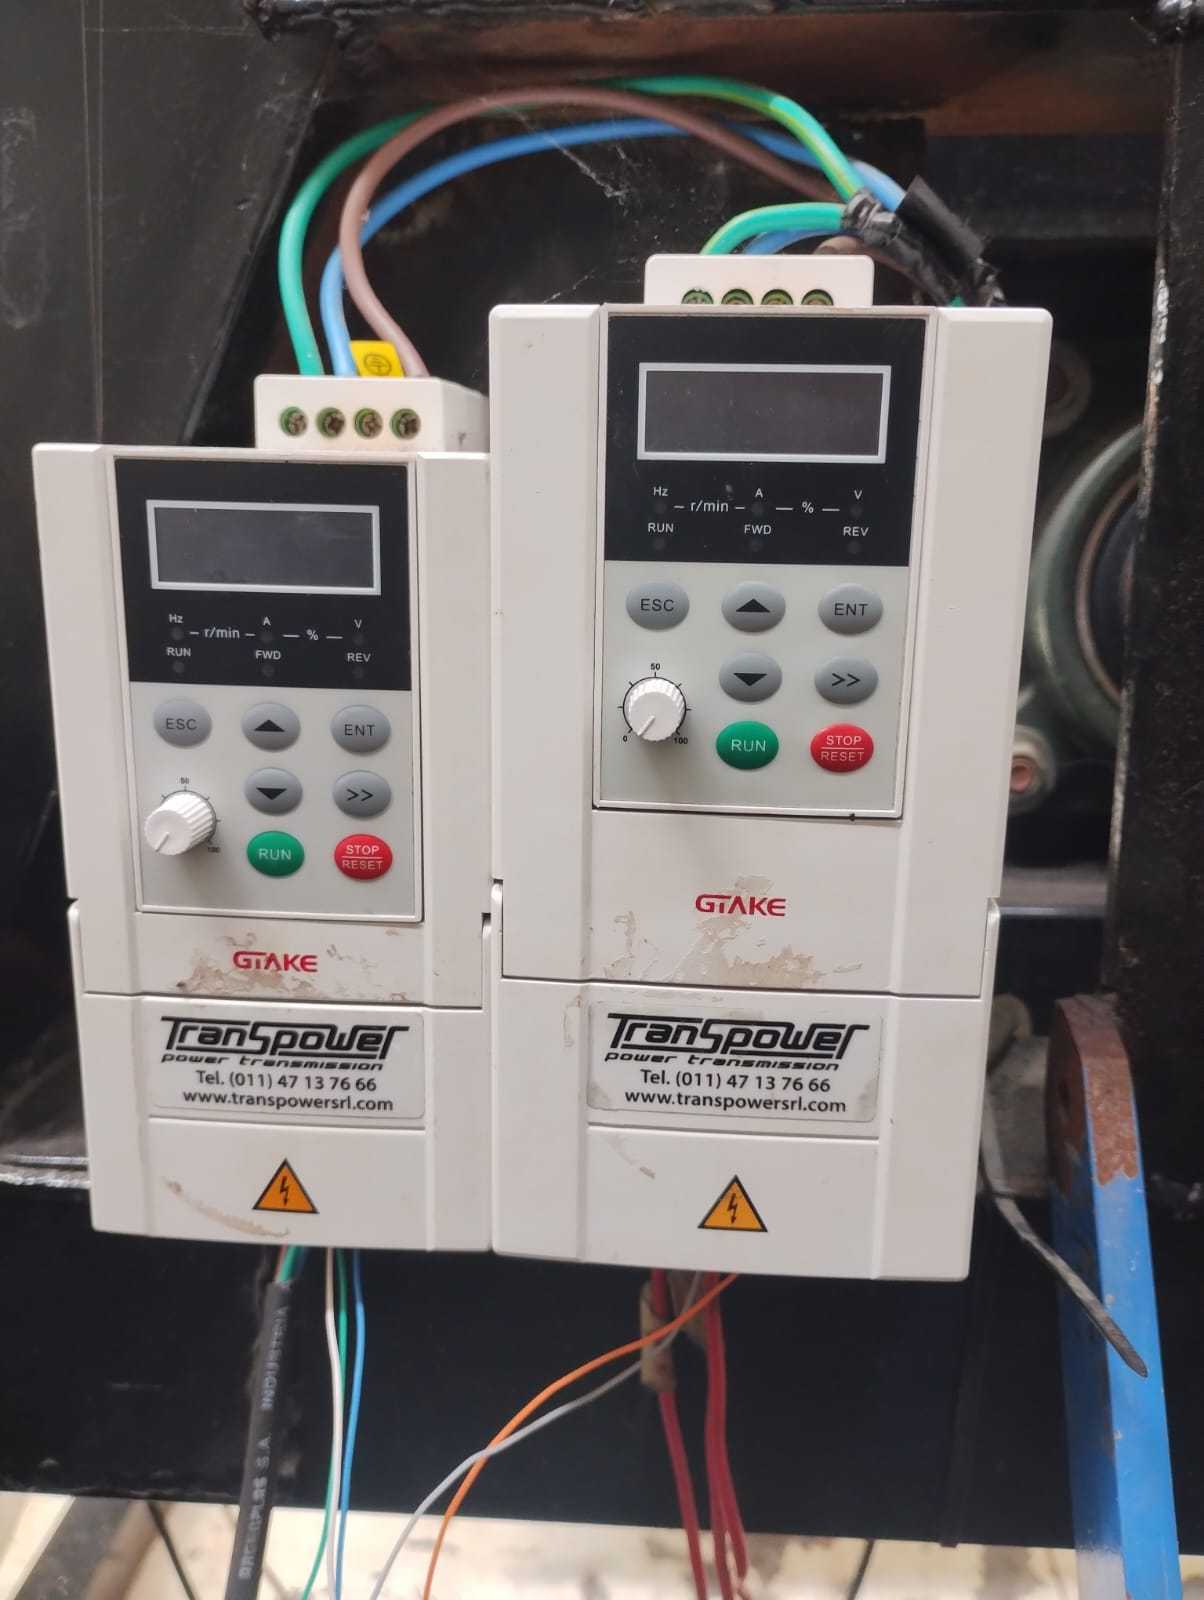 Hz
r/min
A
%
V
RUN
FWD
REV
ESC
ENT
50
>>
100
RUN
STOP
RESET
GTAKE
TranSpower
power transmission
Tel. (011) 47 13 76 66
www.transpowersrl.com
Hz
r/min
A
%
V
RUN
FWD
REV
ESC
ENT
50
>>
0
100
RUN
STOP
RESET
GTAKE
TranSpower
power transmission
Tel. (011) 47 13 76 66
www.transpowersrl.com
S.A. INDUSTRIA